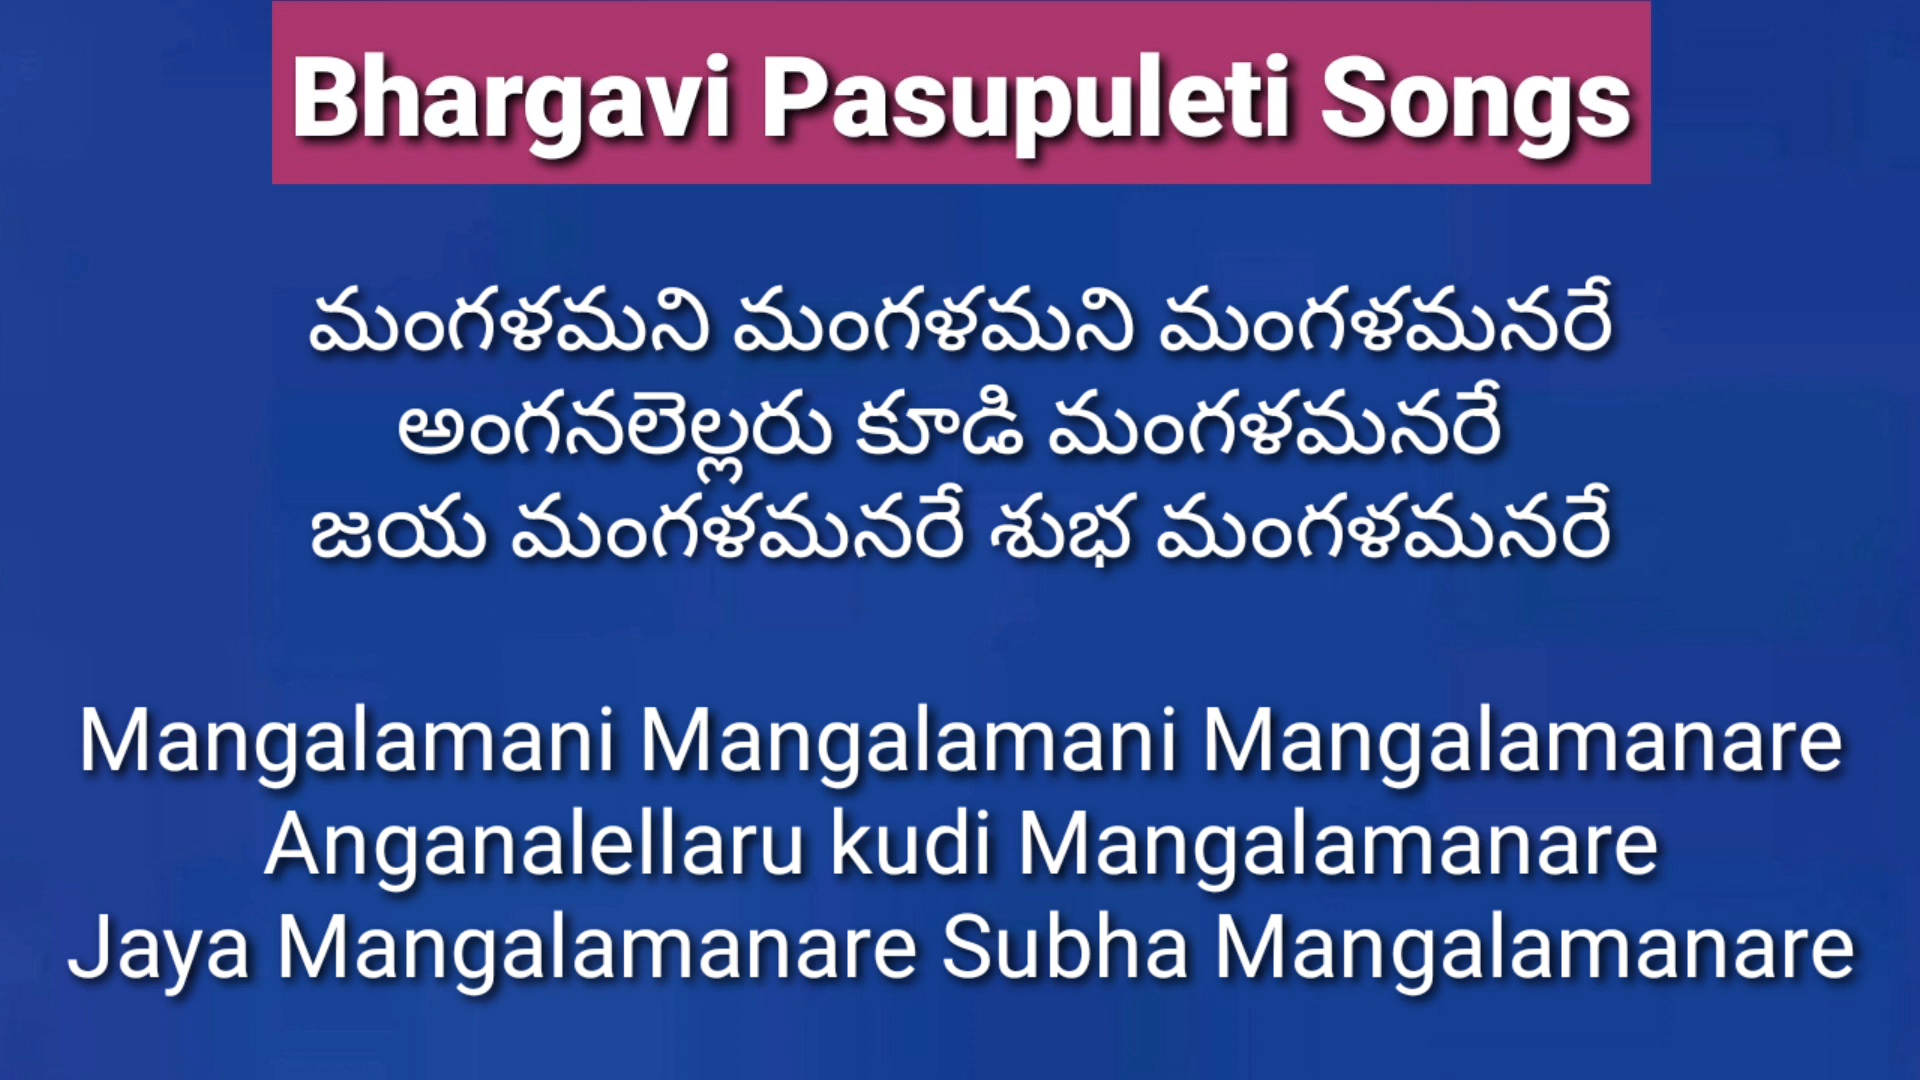 Bhargavi Pasupuleti Songs
మంగళమని మంగళమని మంగళమనరే
అంగనలెల్లరు కూడి మంగళమనరే
జయ మంగళమనరే శుభ మంగళమనరే
Mangalamani Mangalamani Mangalamanare
Anganalellaru kudi Mangalamanare
Jaya Mangalamanare Subha Mangalamanare